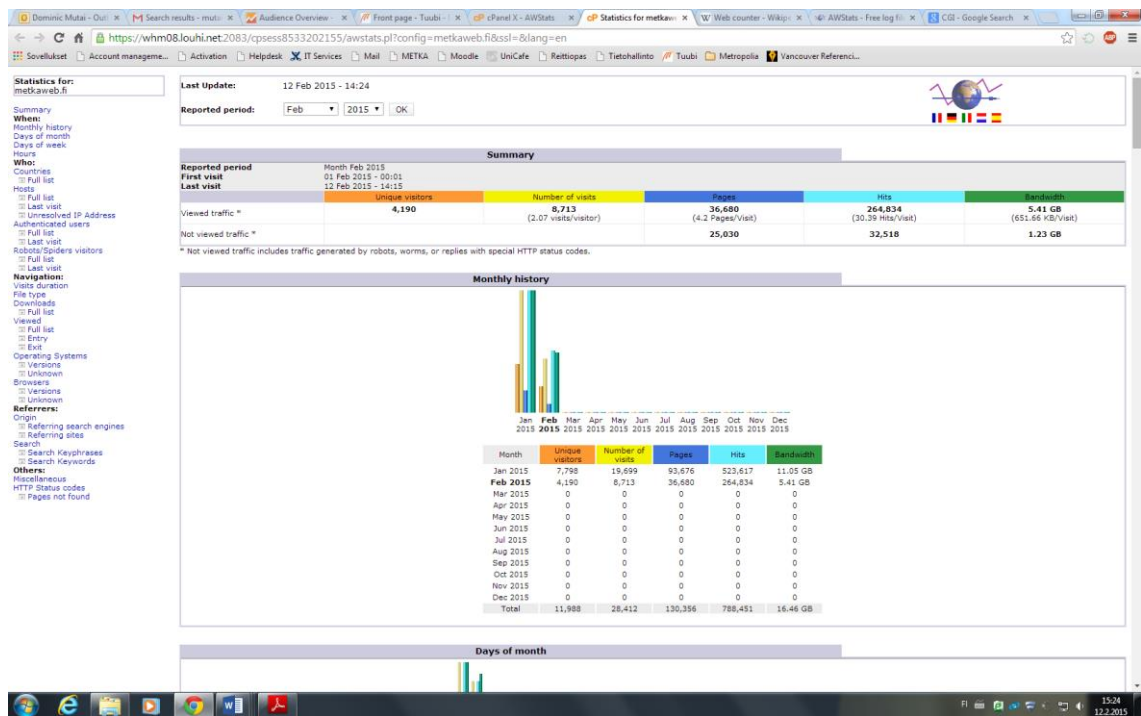 Dominic Mutai - Outl
Search results - muta
Audience Overview -
Front page - Tuubi -
cPanel X - AWStats
Statistics for metkaw
Web counter - Wikip
AWStats - Free log fil
CGI - Google Search
https://whm08.louhi.net:2083/cpsess8533202155/awstats.pl?config=metkaweb.fi&ssl=&lang=en
Sovellukset Account manageme... Activation Helpdesk IT Services Mail METKA Moodle UniCafe Reittiopas Tietohallinto Tuubi Metropolia Vancouver Referenci...
Statistics for:
metkaweb.fi
Summary
When:
Monthly history
Days of month
Days of week
Hours
Who:
Countries
Full list
Hosts
Full list
Last visit
Unresolved IP Address
Authenticated users
Full list
Last visit
Robots/Spiders visitors
Full list
Last visit
Navigation:
Visits duration
File type
Downloads
Full list
Viewed
Full list
Entry
Exit
Operating Systems
Versions
Unknown
Browsers
Versions
Unknown
Referrers:
Origin
Referring search engines
Referring sites
Search
Search Keyphrases
Search Keywords
Others:
Miscellaneous
HTTP Status codes
Pages not found
Last Update: 12 Feb 2015 - 14:24
Reported period: Feb 2015 OK
Summary
Reported period Month Feb 2015
First visit 01 Feb 2015 - 00:01
Last visit 12 Feb 2015 - 14:15
Unique visitors Number of visits Pages Hits Bandwidth
Viewed traffic * 4,190 8,713 36,680 264,834 5.41 GB
(2.07 visits/visitor) (4.2 Pages/Visit) (30.39 Hits/Visit) (651.66 KB/Visit)
Not viewed traffic * 25,030 32,518 1.23 GB
* Not viewed traffic includes traffic generated by robots, worms, or replies with special HTTP status codes.
Monthly history
Jan Feb Mar Apr May Jun Jul Aug Sep Oct Nov Dec
2015 2015 2015 2015 2015 2015 2015 2015 2015 2015 2015 2015
Month Unique visitors Number of visits Pages Hits Bandwidth
Jan 2015 7,798 19,699 93,676 523,617 11.05 GB
Feb 2015 4,190 8,713 36,680 264,834 5.41 GB
Mar 2015 0 0 0 0 0
Apr 2015 0 0 0 0 0
May 2015 0 0 0 0 0
Jun 2015 0 0 0 0 0
Jul 2015 0 0 0 0 0
Aug 2015 0 0 0 0 0
Sep 2015 0 0 0 0 0
Oct 2015 0 0 0 0 0
Nov 2015 0 0 0 0 0
Dec 2015 0 0 0 0 0
Total 11,988 28,412 130,356 788,451 16.46 GB
Days of month
FI
15:24
12.2.2015